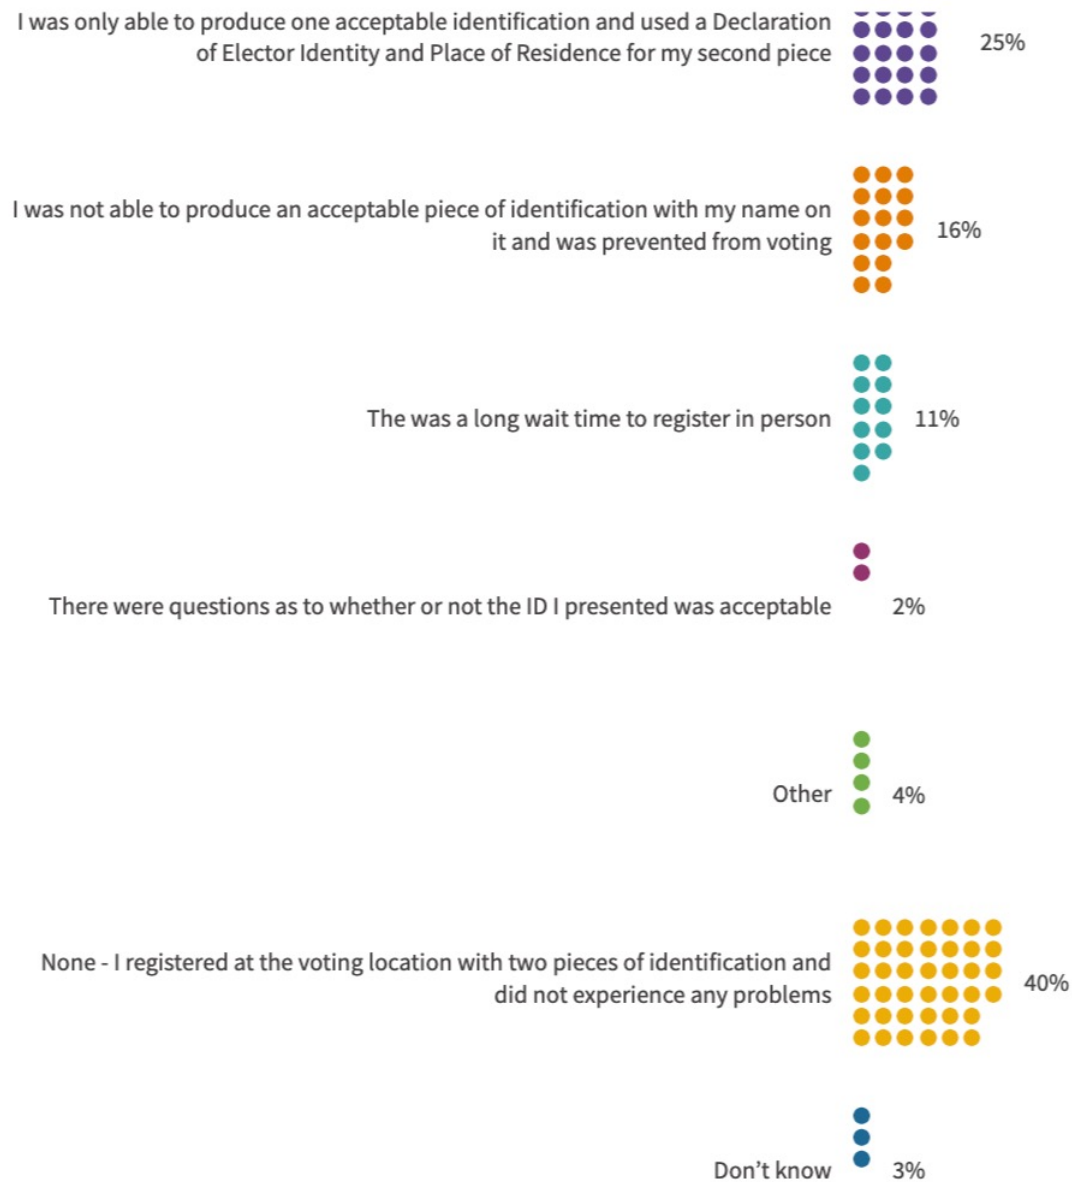 I was only able to produce one acceptable identification and used a Declaration
of Elector Identity and Place of Residence for my second piece
25%
I was not able to produce an acceptable piece of identification with my name on
it and was prevented from voting
16%
The was a long wait time to register in person
11%
There were questions as to whether or not the ID I presented was acceptable
2%
Other
4%
None - I registered at the voting location with two pieces of identification and
did not experience any problems
40%
Don't know
3%